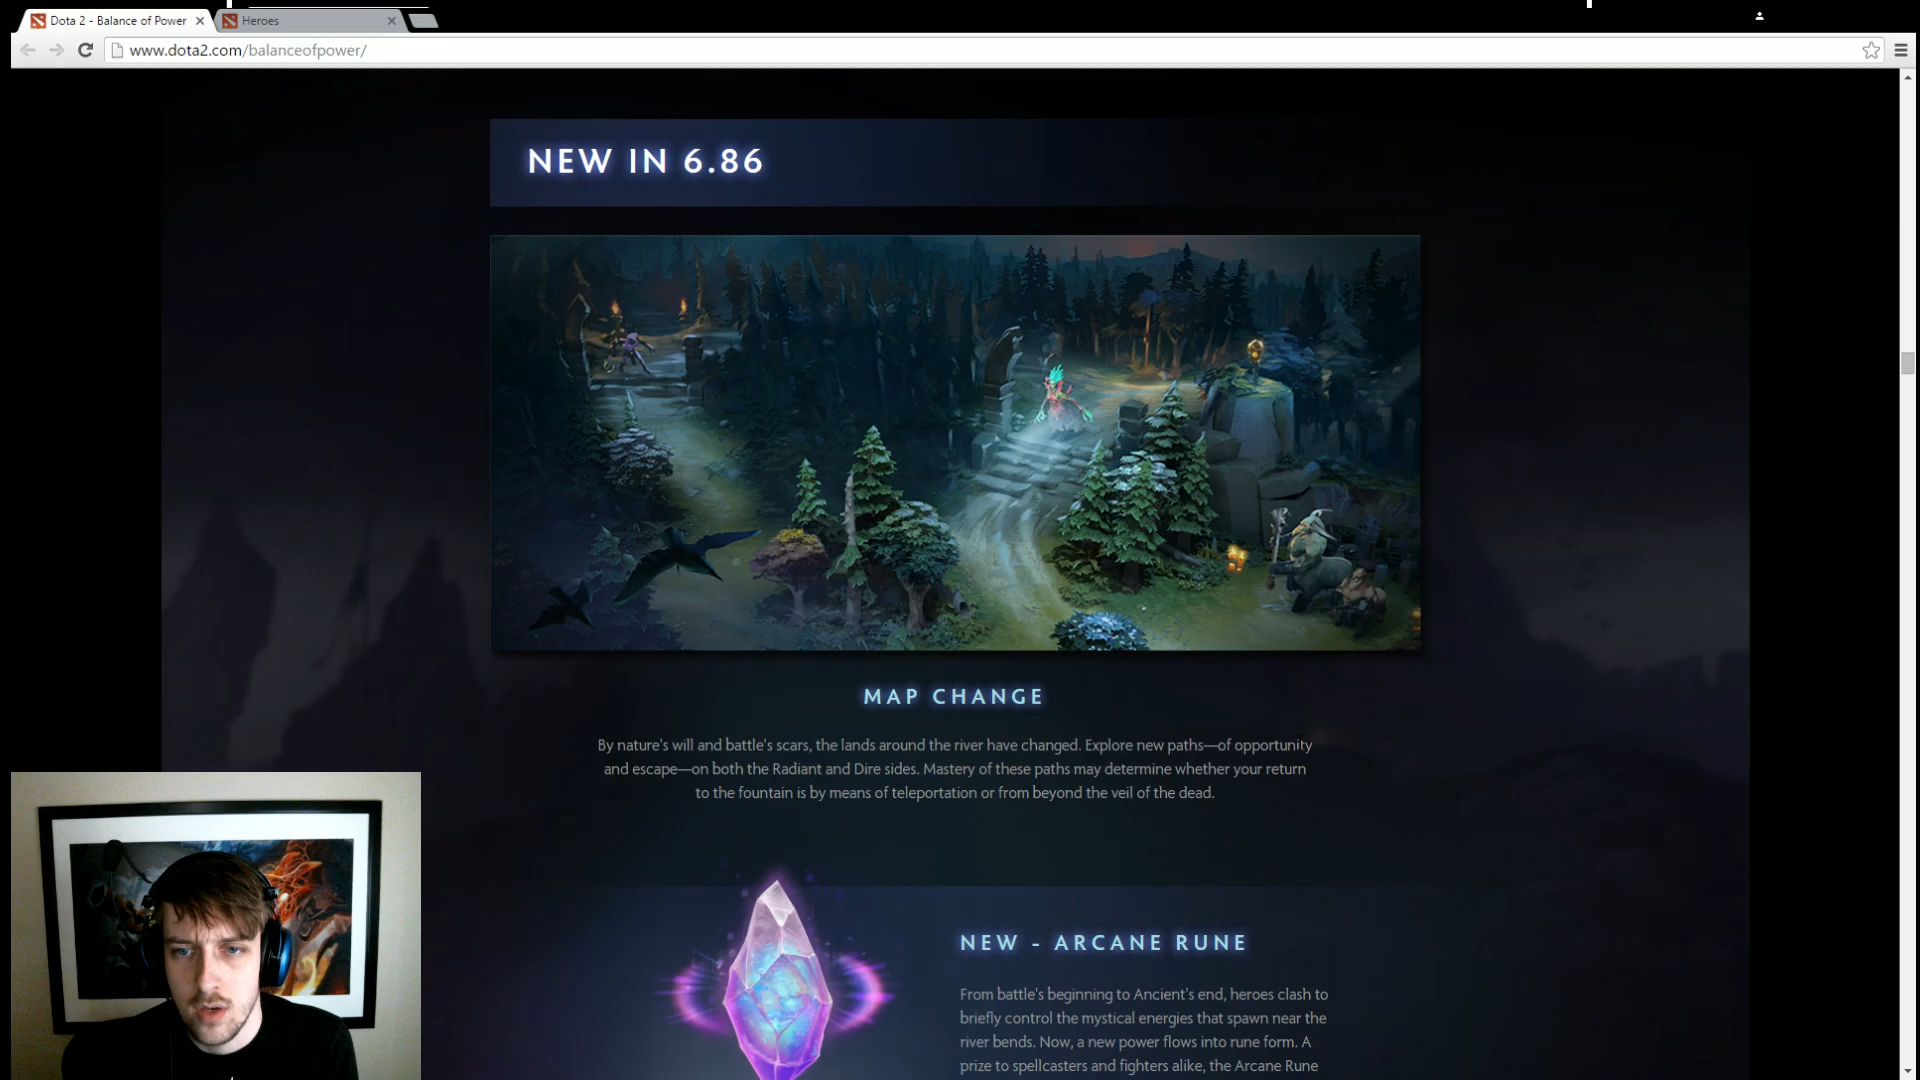 Dota 2 - Balance of Power
Heroes
www.dota2.com/balanceofpower/
NEW IN 6.86
MAP CHANGE
By nature's will and battle's scars, the lands around the river have changed. Explore new paths—of opportunity
and escape—on both the Radiant and Dire sides. Mastery of these paths may determine whether your return
to the fountain is by means of teleportation or from beyond the veil of the dead.
NEW - ARCANE RUNE
From battle's beginning to Ancient's end, heroes clash to
briefly control the mystical energies that spawn near the
river bends. Now, a new power flows into rune form. A
prize to spellcasters and fighters alike, the Arcane Rune